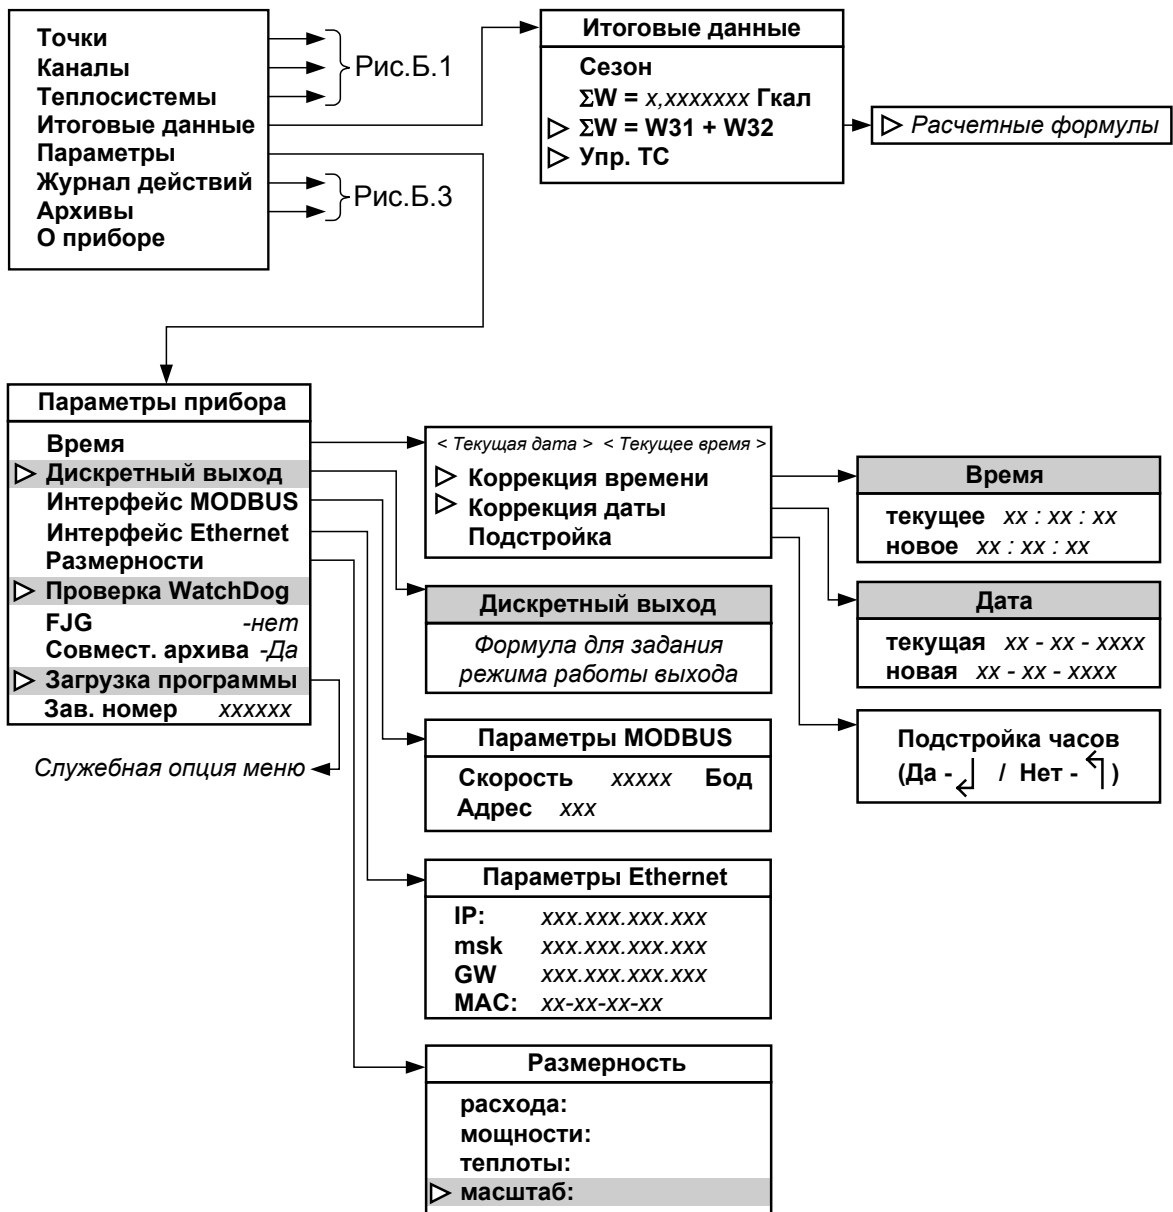 Точки
Каналы
Теплосистемы
Итоговые данные
Параметры
Журнал действий
Архивы
О приборе
Рис.Б.1
Рис.Б.3
Итоговые данные
Сезон
ΣW = x,xxxxxxx Гкал
ΣW = W31 + W32
Упр. ТС
Расчетные формулы
Параметры прибора
Время
Дискретный выход
Интерфейс MODBUS
Интерфейс Ethernet
Размерности
Проверка WatchDog
FJG -нет
Совмест. архива -Да
Загрузка программы
Зав. номер xxxxxx
Служебная опция меню
< Текущая дата > < Текущее время >
Коррекция времени
Коррекция даты
Подстройка
Дискретный выход
Формула для задания
режима работы выхода
Параметры MODBUS
Скорость xxxxx Бод
Адрес xxx
Параметры Ethernet
IP: xxx.xxx.xxx.xxx
msk xxx.xxx.xxx.xxx
GW xxx.xxx.xxx.xxx
MAC: xx-xx-xx-xx
Размерность
расхода:
мощности:
теплоты:
масштаб:
Время
текущее xx : xx : xx
новое xx : xx : xx
Дата
текущая xx - xx - xxxx
новая xx - xx - xxxx
Подстройка часов
(Да - / Нет - )